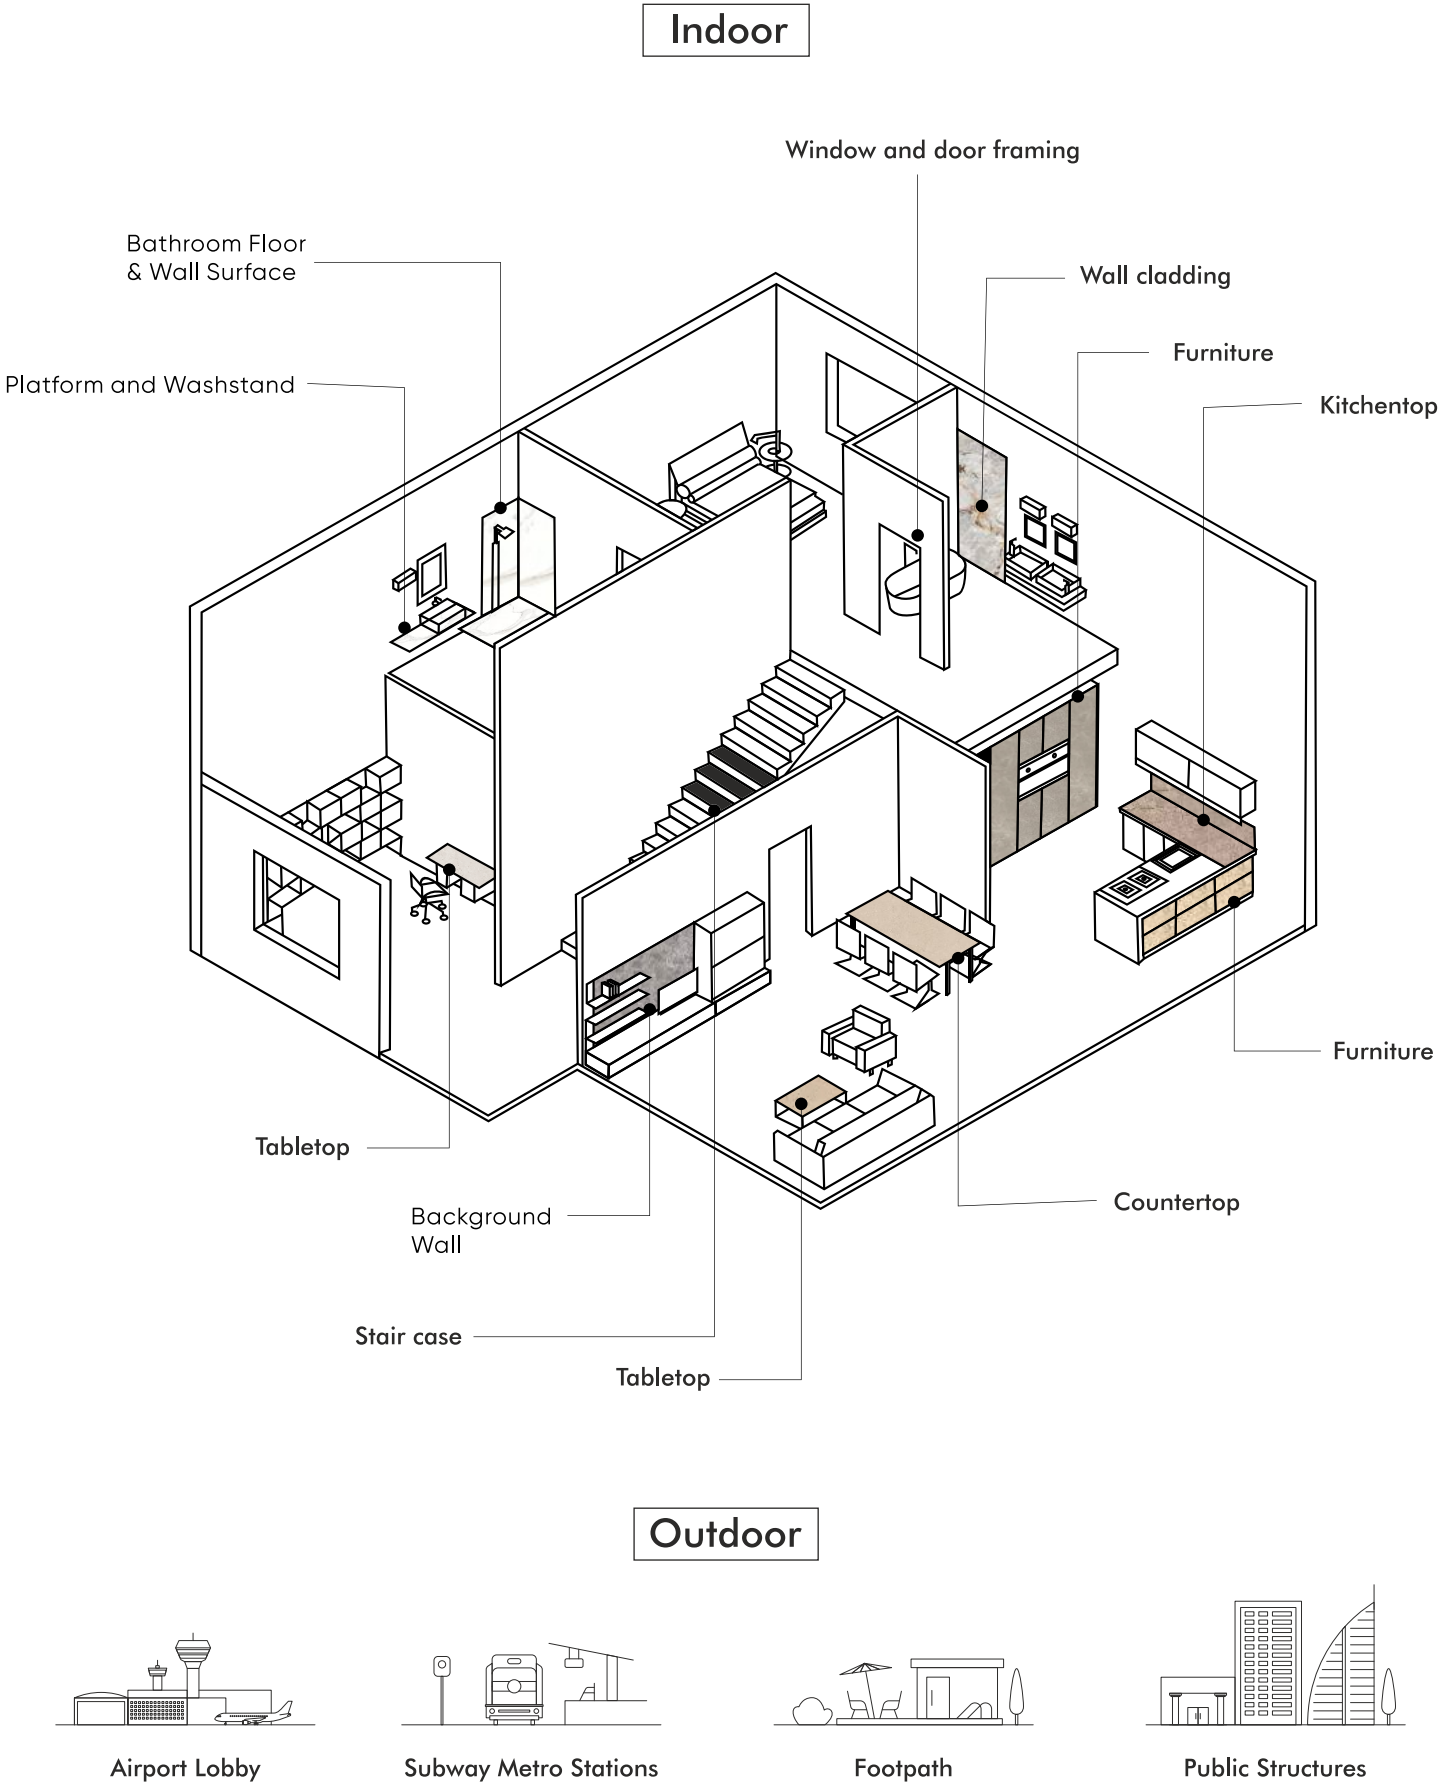 Indoor
Window and door framing
Bathroom Floor
& Wall Surface
Wall cladding
Furniture
Platform and Washstand
Kitchentop
Furniture
Tabletop
Countertop
Background
Wall
Stair case
Tabletop
Outdoor
Airport Lobby
Subway Metro Stations
Footpath
Public Structures